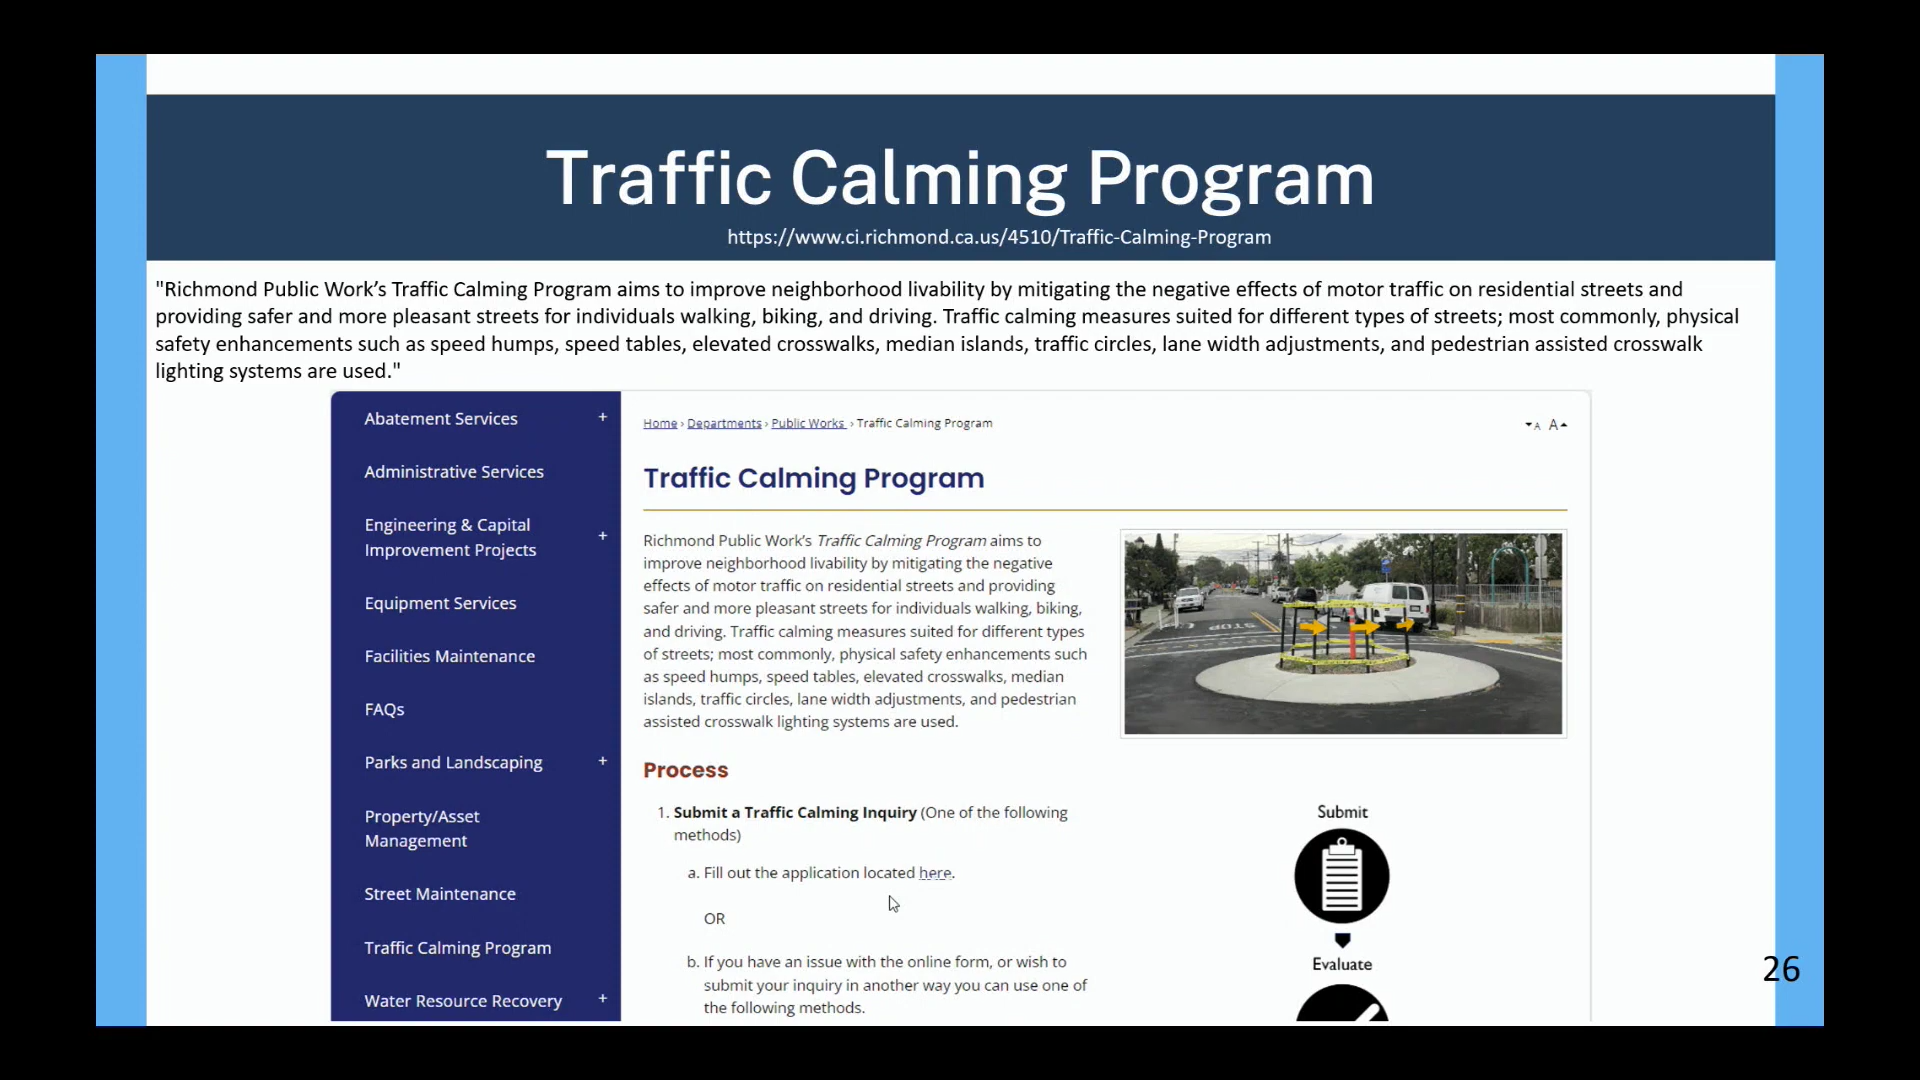 Traffic Calming Program
https://www.ci.richmond.ca.us/4510/Traffic-Calming-Program
"Richmond Public Work’s Traffic Calming Program aims to improve neighborhood livability by mitigating the negative effects of motor traffic on residential streets and
providing safer and more pleasant streets for individuals walking, biking, and driving. Traffic calming measures suited for different types of streets; most commonly, physical
safety enhancements such as speed humps, speed tables, elevated crosswalks, median islands, traffic circles, lane width adjustments, and pedestrian assisted crosswalk
lighting systems are used."
Abatement Services +
Administrative Services
Engineering & Capital
Improvement Projects +
Equipment Services
Facilities Maintenance
FAQs
Parks and Landscaping +
Property/Asset
Management
Street Maintenance
Traffic Calming Program
Water Resource Recovery +
Home › Departments › Public Works › Traffic Calming Program
A A
Traffic Calming Program
Richmond Public Work’s Traffic Calming Program aims to
improve neighborhood livability by mitigating the negative
effects of motor traffic on residential streets and providing
safer and more pleasant streets for individuals walking, biking,
and driving. Traffic calming measures suited for different types
of streets; most commonly, physical safety enhancements such
as speed humps, speed tables, elevated crosswalks, median
islands, traffic circles, lane width adjustments, and pedestrian
assisted crosswalk lighting systems are used.
STOP
Process
1. Submit a Traffic Calming Inquiry (One of the following
methods)
a. Fill out the application located here.
OR
b. If you have an issue with the online form, or wish to
submit your inquiry in another way you can use one of
the following methods.
Submit
Evaluate
26